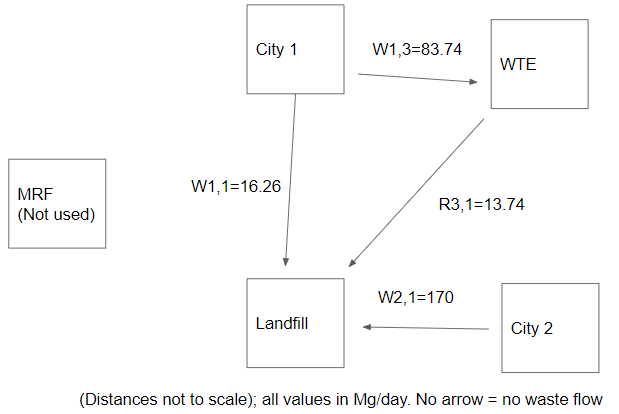 City 1
W1,3=83.74
WTE
W1,1=16.26
MRF
(Not used)
R3,1=13.74
W2,1=170
Landfill
City 2
(Distances not to scale); all values in Mg/day. No arrow = no waste flow